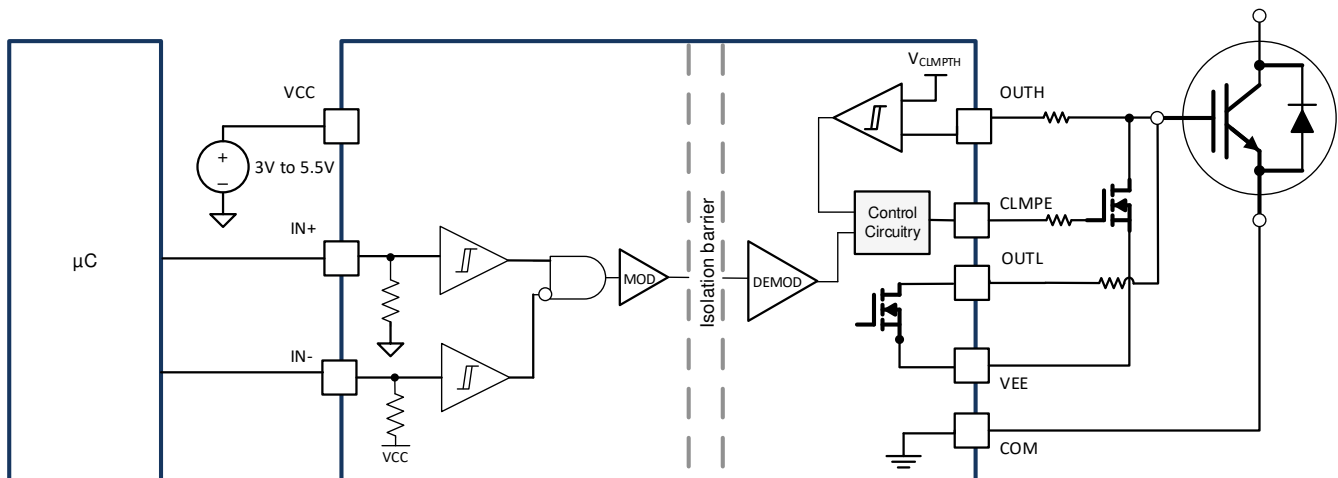 VCLMPTH
VCC
OUTH
+
−
3V to 5.5V
CLMPE
Control
Circuitry
IN+
µC
OUTL
MOD
Isolation barrier
DEMOD
IN-
VEE
VCC
COM